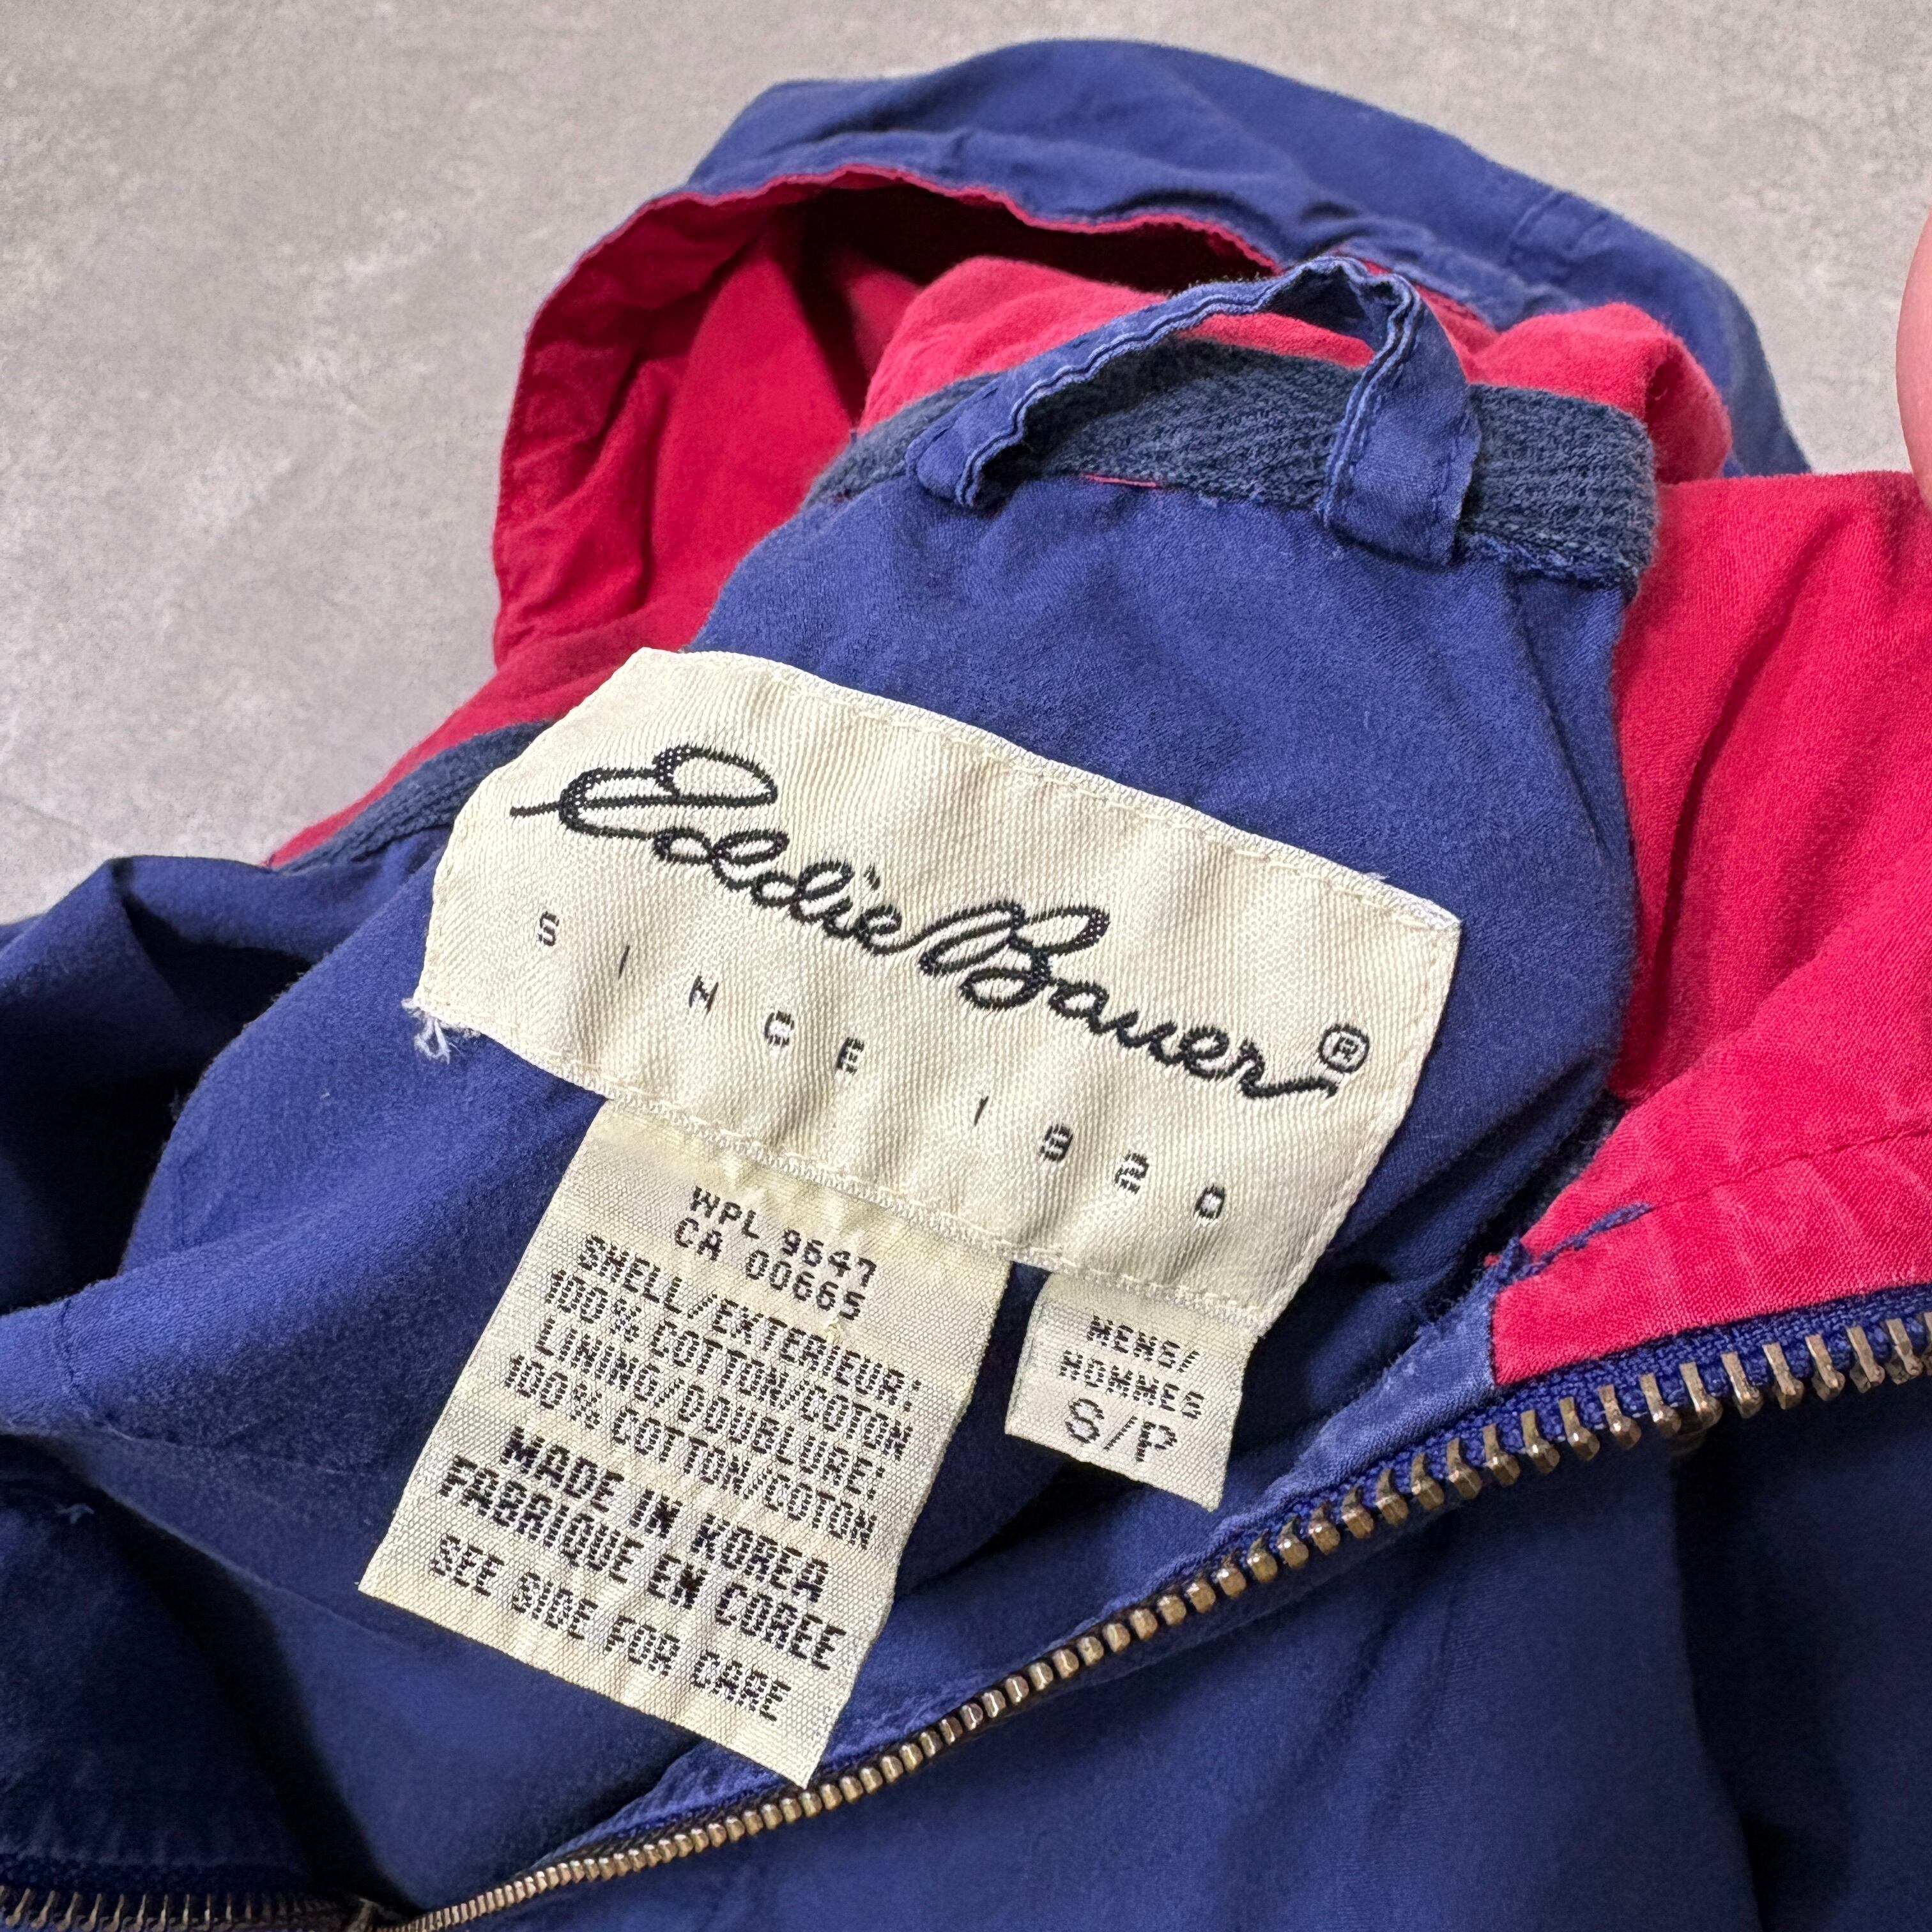 Eddie Bauer®
SINCE 1920
WPL 9647
CA 00665
SHELL/EXTERIEUR:
100% COTTON/COTON
LINING/DOUBLURE:
100% COTTON/COTON
MADE IN KOREA
FABRIQUE EN COREE
SEE SIDE FOR CARE
MENS/
HOMMES
S/P